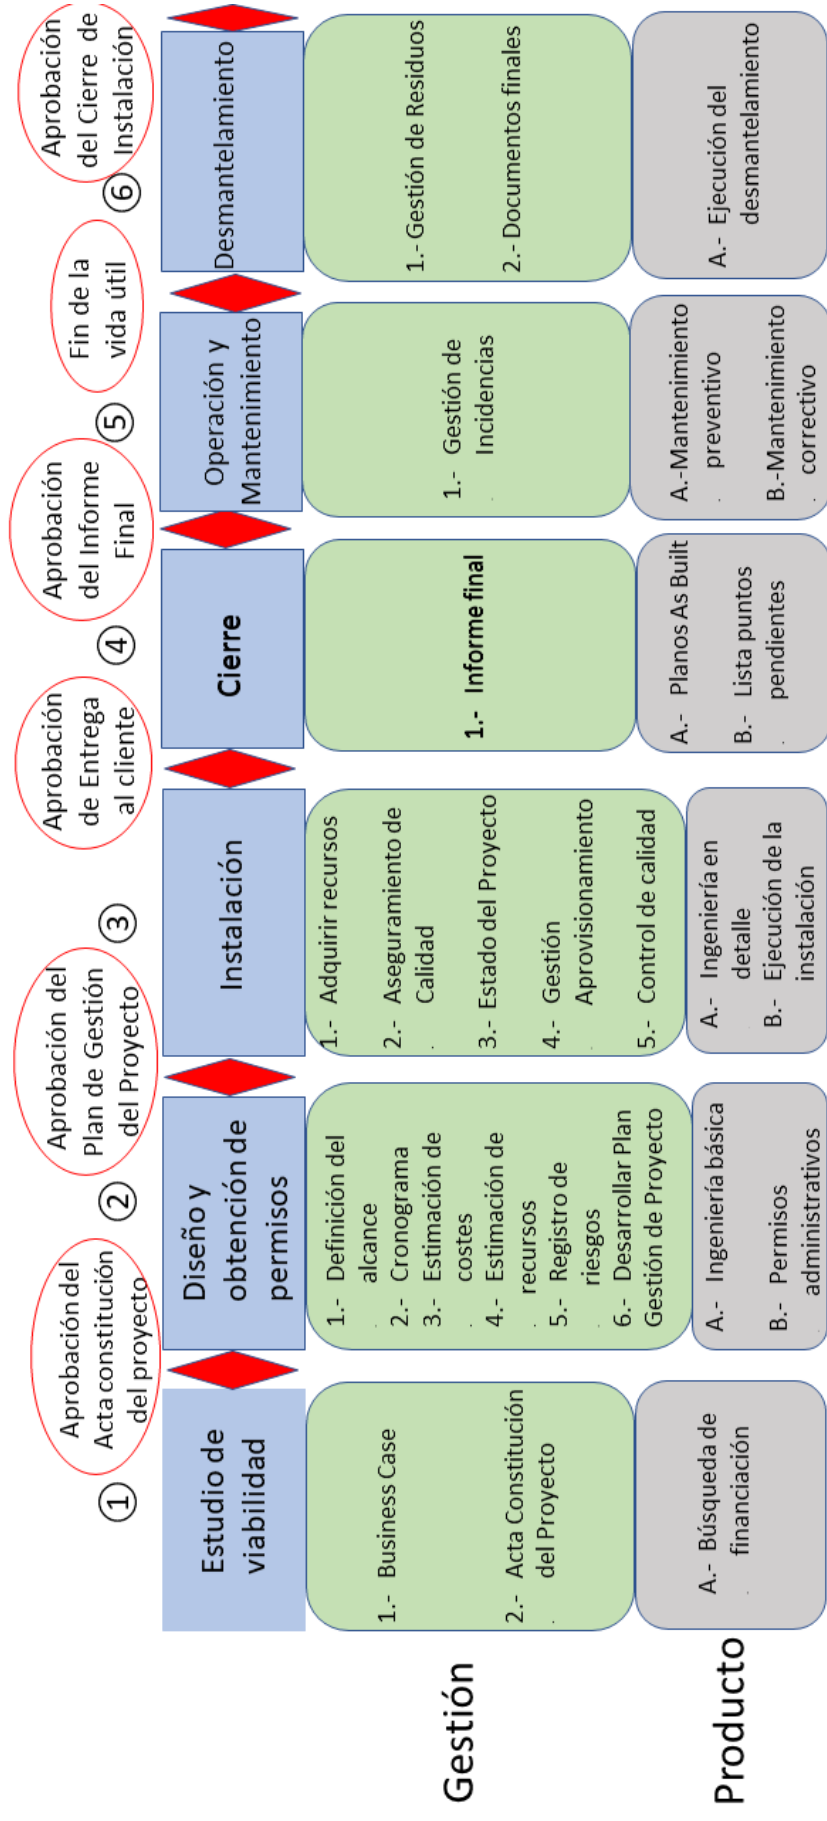 ①
Aprobación del
Acta constitución
del proyecto
②
Aprobación del
Plan de Gestión
del Proyecto
③
Aprobación
de Entrega
al cliente
④
Aprobación
del Informe
Final
⑤
Fin de la
vida útil
⑥
Aprobación
del Cierre de
Instalación
Estudio de
viabilidad
Diseño y
obtención de
permisos
Instalación
Cierre
Operación y
Mantenimiento
Desmantelamiento
Gestión
1.- Business Case
2.- Acta Constitución
del Proyecto
1.- Definición del
alcance
2.- Cronograma
3.- Estimación de
costes
4.- Estimación de
recursos
5.- Registro de
riesgos
6.- Desarrollar Plan
Gestión de Proyecto
1.- Adquirir recursos
2.- Aseguramiento de
Calidad
3.- Estado del Proyecto
4.- Gestión
Aprovisionamiento
5.- Control de calidad
1.- Informe final
1.- Gestión de
Incidencias
1.- Gestión de Residuos
2.- Documentos finales
Producto
A.- Búsqueda de
financiación
A.- Ingeniería básica
B.- Permisos
administrativos
A.- Ingeniería en
detalle
B.- Ejecución de la
instalación
A.- Planos As Built
B.- Lista puntos
pendientes
A.-Mantenimiento
preventivo
B.-Mantenimiento
correctivo
A.- Ejecución del
desmantelamiento